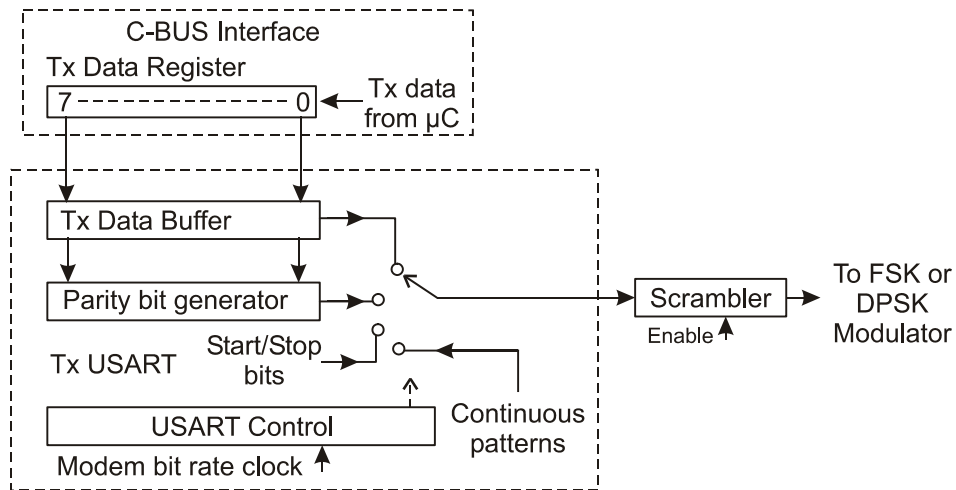 C-BUS Interface
Tx Data Register
7 0
Tx data
from µC
Tx Data Buffer
Parity bit generator
Tx USART
Start/Stop
bits
USART Control
Modem bit rate clock
Continuous
patterns
Scrambler
Enable
To FSK or
DPSK
Modulator